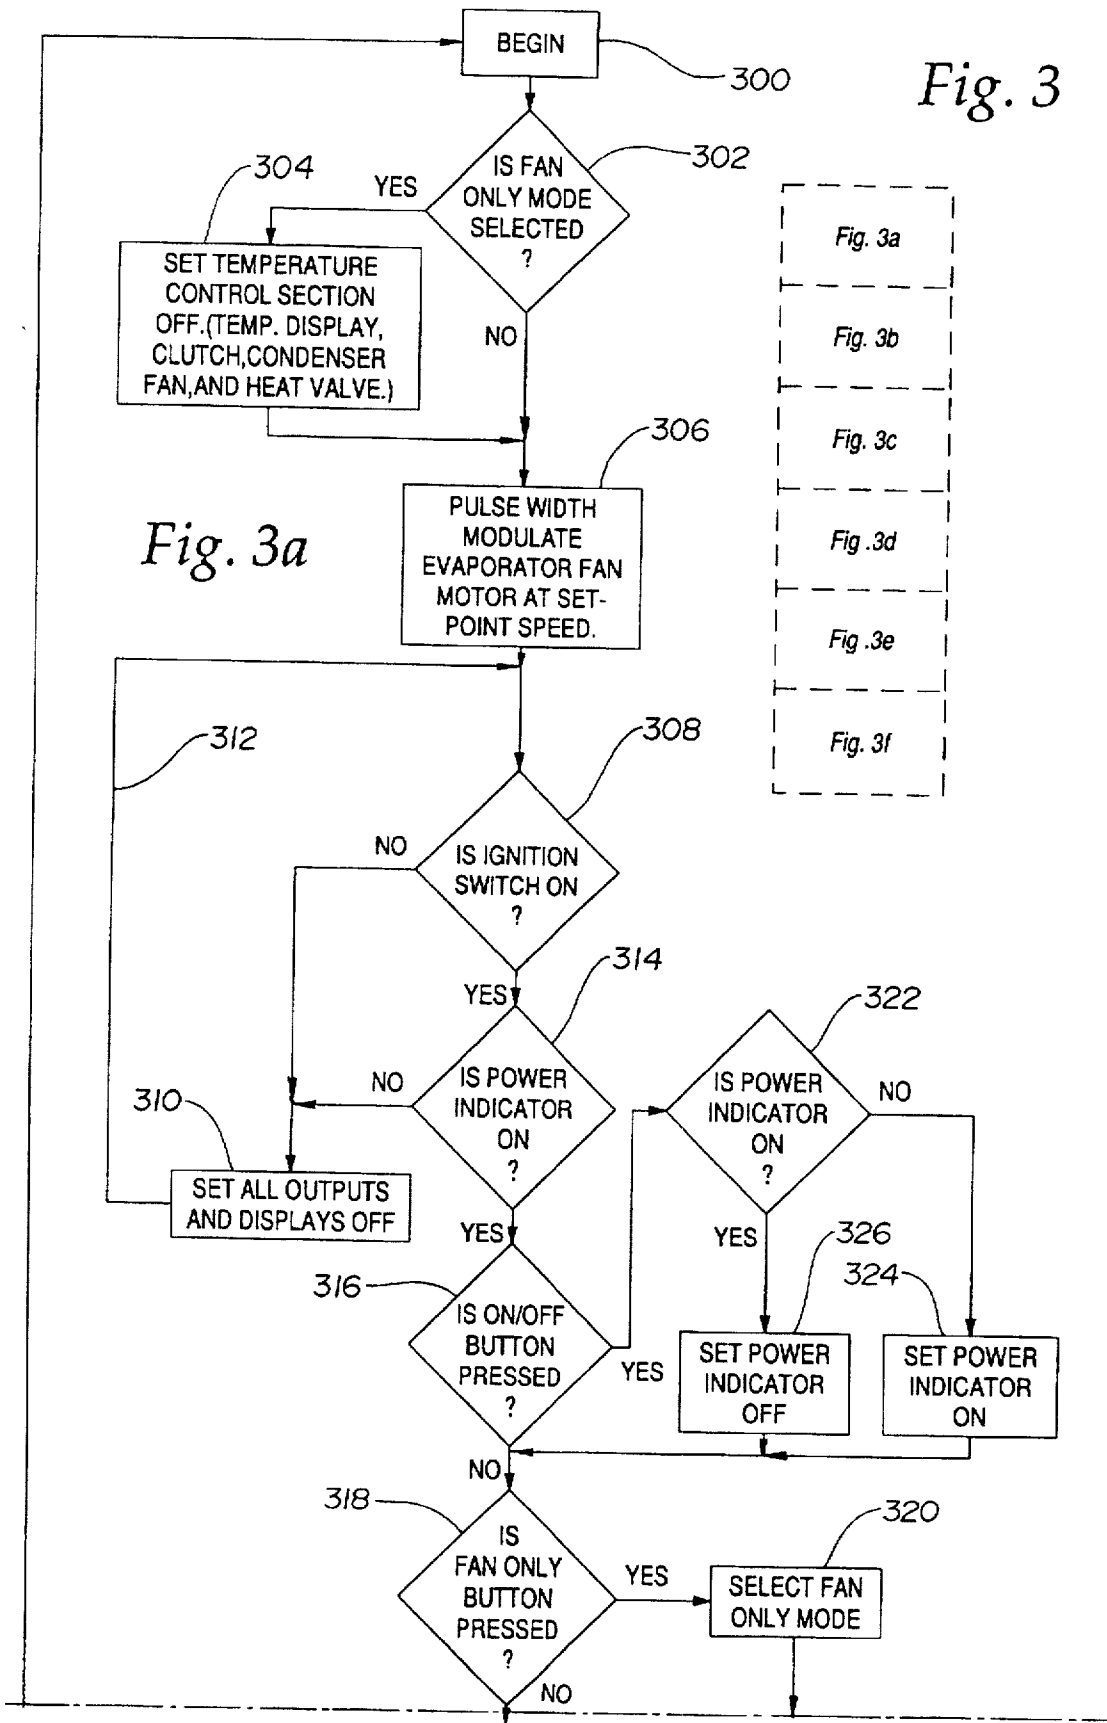 BEGIN
300
Fig. 3
IS FAN
ONLY MODE
SELECTED
?
302
YES
NO
304
SET TEMPERATURE
CONTROL SECTION
OFF.(TEMP. DISPLAY,
CLUTCH,CONDENSER
FAN,AND HEAT VALVE.)
Fig. 3a
Fig. 3b
Fig. 3c
Fig .3d
Fig .3e
Fig. 3f
306
PULSE WIDTH
MODULATE
EVAPORATOR FAN
MOTOR AT SET-
POINT SPEED.
Fig. 3a
312
308
IS IGNITION
SWITCH ON
?
NO
YES
314
IS POWER
INDICATOR
ON
?
NO
YES
310
SET ALL OUTPUTS
AND DISPLAYS OFF
322
IS POWER
INDICATOR
ON
?
NO
YES
316
IS ON/OFF
BUTTON
PRESSED
?
YES
NO
326
SET POWER
INDICATOR
OFF
324
SET POWER
INDICATOR
ON
318
IS
FAN ONLY
BUTTON
PRESSED
?
YES
NO
320
SELECT FAN
ONLY MODE